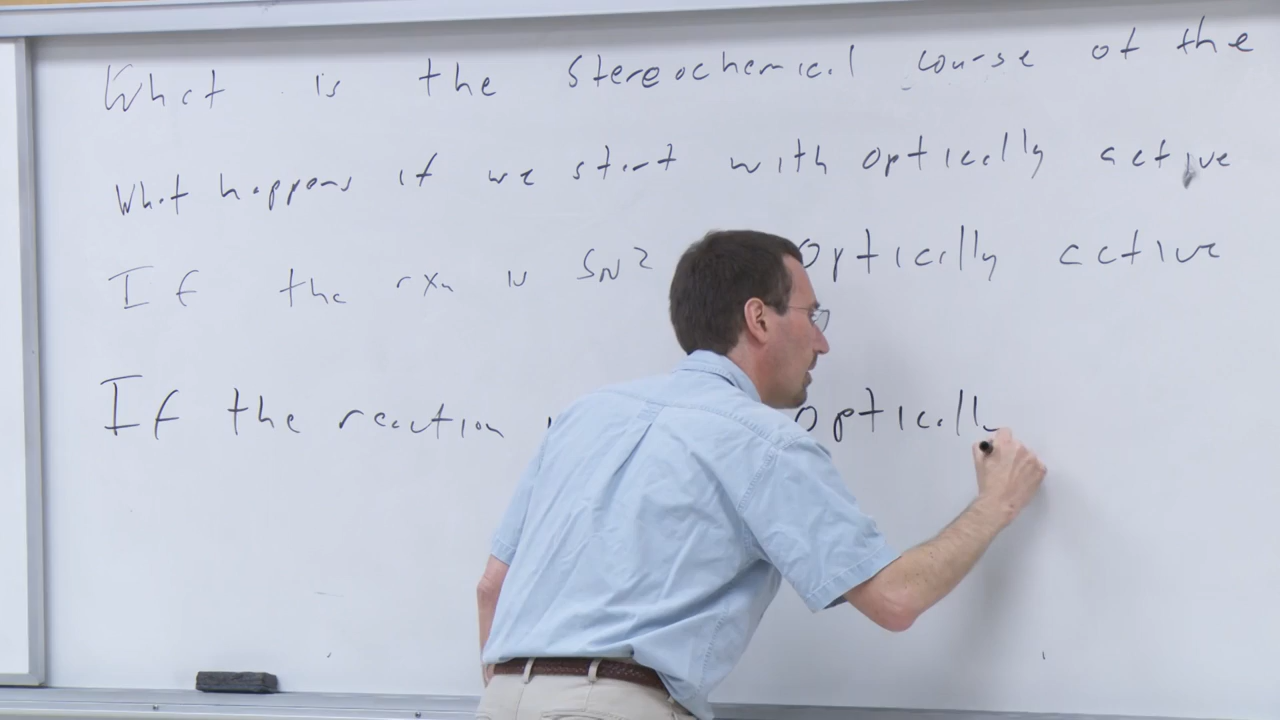 What is the stereochemical course of the
What happens if we start with optically active
If the rxn is SN2 optically active
If the reaction optically